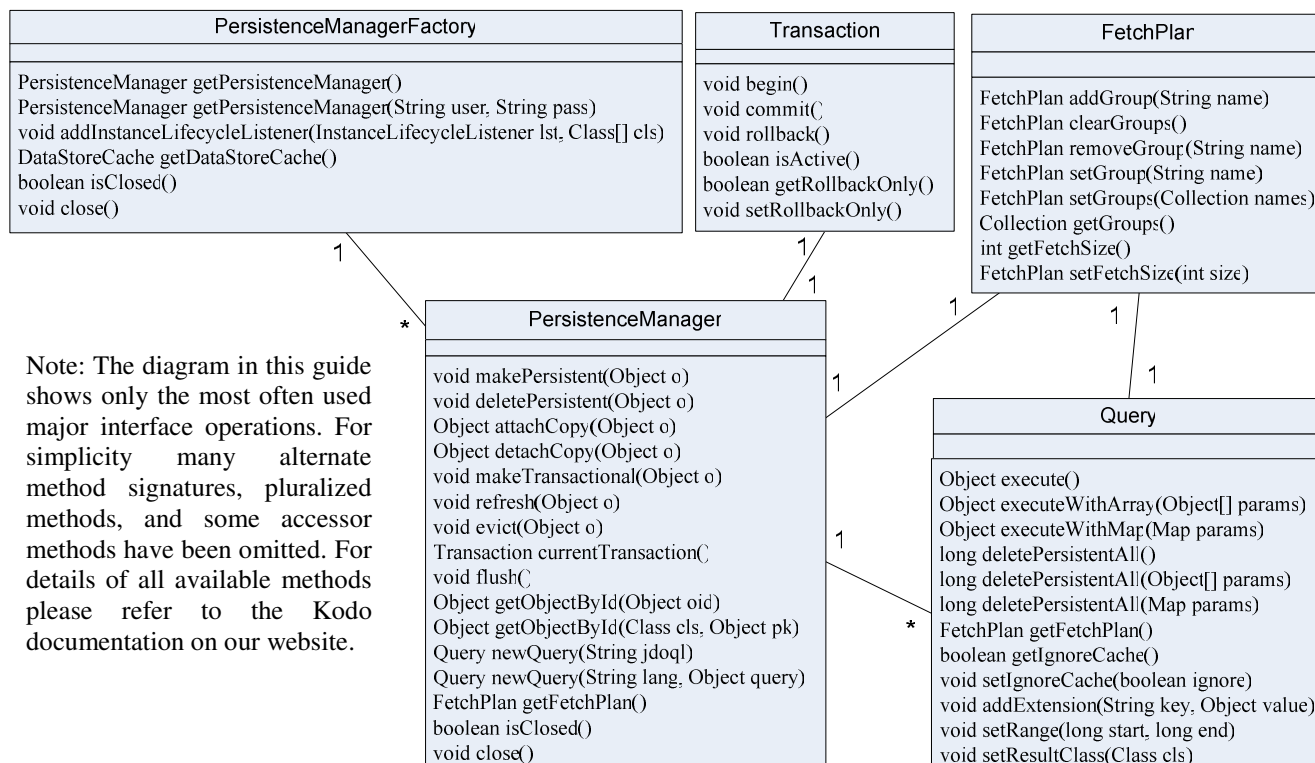 PersistenceManagerFactory
PersistenceManager getPersistenceManager()
PersistenceManager getPersistenceManager(String user, String pass)
void addInstanceLifecycleListener(InstanceLifecycleListener lst, Class[] cls)
DataStoreCache getDataStoreCache()
boolean isClosed()
void close()
Transaction
void begin()
void commit()
void rollback()
boolean isActive()
boolean getRollbackOnly()
void setRollbackOnly()
FetchPlan
FetchPlan addGroup(String name)
FetchPlan clearGroups()
FetchPlan removeGroup(String name)
FetchPlan setGroup(String name)
FetchPlan setGroups(Collection names)
Collection getGroups()
int getFetchSize()
FetchPlan setFetchSize(int size)
1
*
1
1
1
1
1
1
1
*
Note: The diagram in this guide
shows only the most often used
major interface operations. For
simplicity many alternate
method signatures, pluralized
methods, and some accessor
methods have been omitted. For
details of all available methods
please refer to the Kodo
documentation on our website.
PersistenceManager
void makePersistent(Object o)
void deletePersistent(Object o)
Object attachCopy(Object o)
Object detachCopy(Object o)
void makeTransactional(Object o)
void refresh(Object o)
void evict(Object o)
Transaction currentTransaction()
void flush()
Object getObjectById(Object oid)
Object getObjectById(Class cls, Object pk)
Query newQuery(String jdoql)
Query newQuery(String lang, Object query)
FetchPlan getFetchPlan()
boolean isClosed()
void close()
Query
Object execute()
Object executeWithArray(Object[] params)
Object executeWithMap(Map params)
long deletePersistentAll()
long deletePersistentAll(Object[] params)
long deletePersistentAll(Map params)
FetchPlan getFetchPlan()
boolean getIgnoreCache()
void setIgnoreCache(boolean ignore)
void addExtension(String key, Object value)
void setRange(long start, long end)
void setResultClass(Class cls)